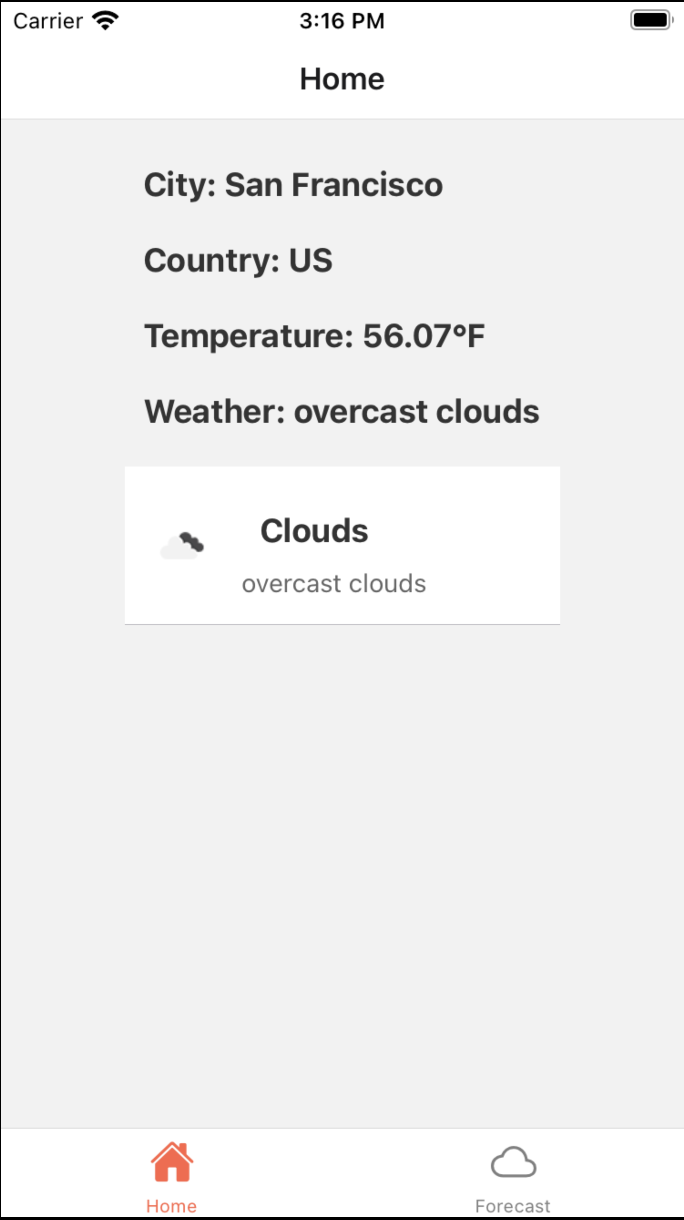 Carrier 3:16 PM
Home
City: San Francisco
Country: US
Temperature: 56.07°F
Weather: overcast clouds
Clouds
overcast clouds
Home Forecast